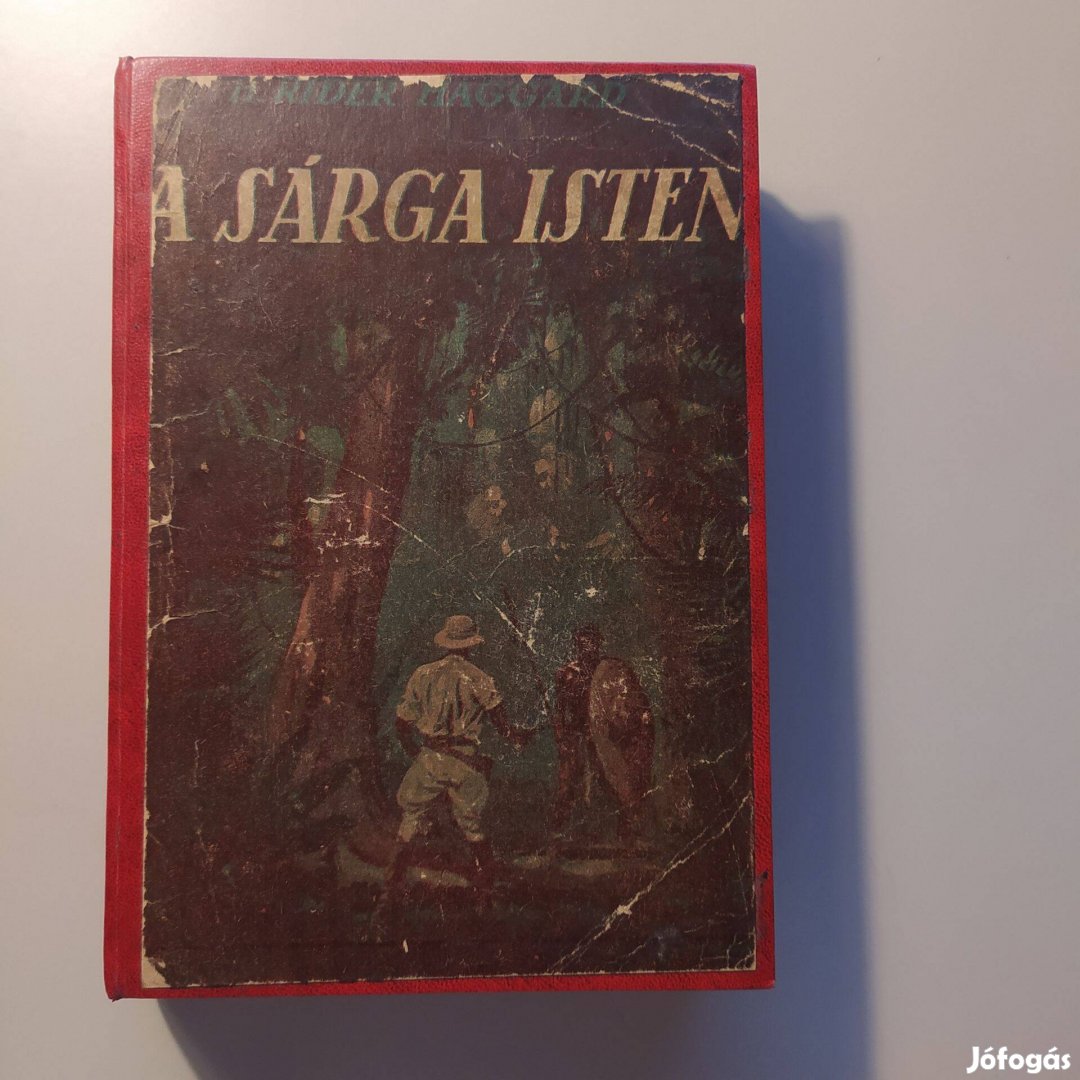 H. RIDER HAGGARD
A SÁRGA ISTEN
Jófogás